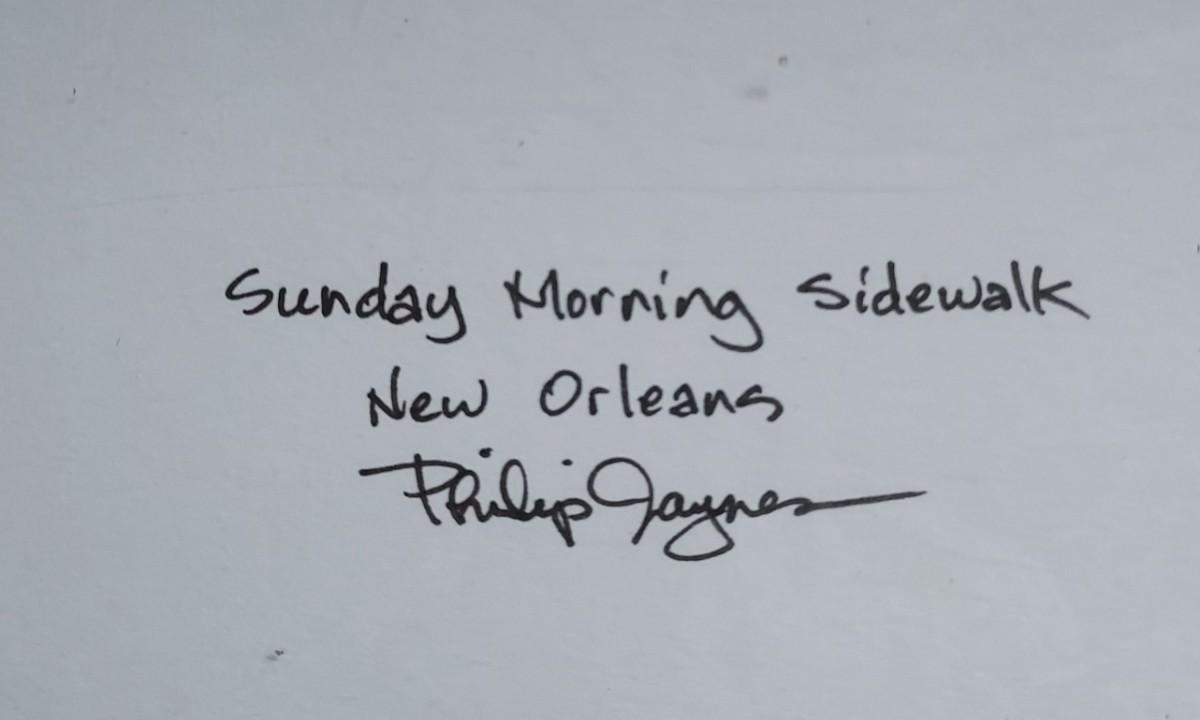 Sunday Morning Sidewalk
New Orleans
Philip Jaynes